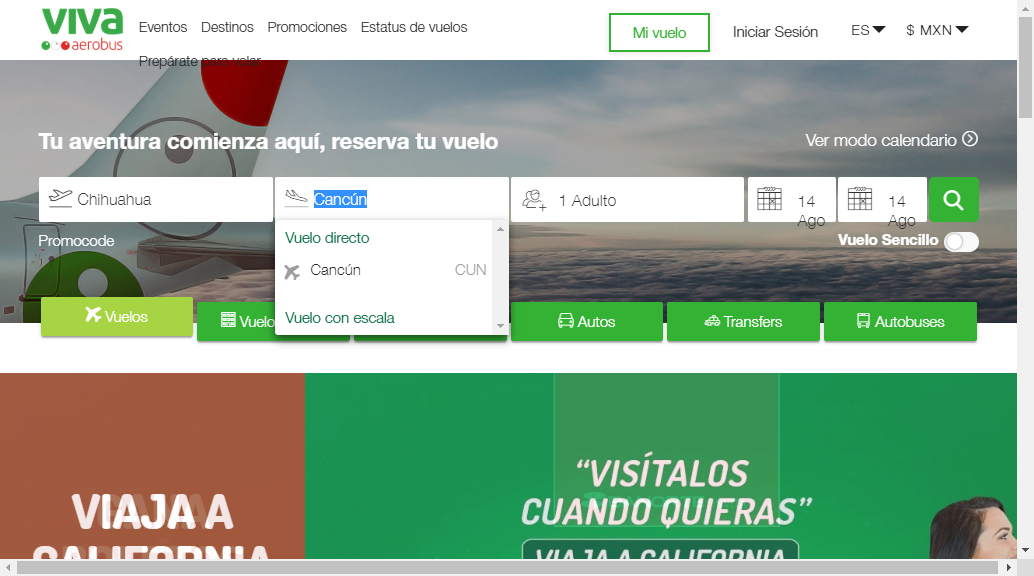 viva
aerobus
Eventos Destinos Promociones Estatus de vuelos
Prepárate para volar
Mi vuelo
Iniciar Sesión
ES
$ MXN
Tu aventura comienza aquí, reserva tu vuelo
Ver modo calendario
Chihuahua
Cancún
1 Adulto
14
Ago
14
Ago
Promocode
Vuelo Sencillo
Vuelo directo
Cancún CUN
Vuelo con escala
Vuelos
Vuelo
Autos
Transfers
Autobuses
VIAJA A
CALIFORNIA
“VISÍTALOS
CUANDO QUIERAS”
VIAJA A CALIFORNIA